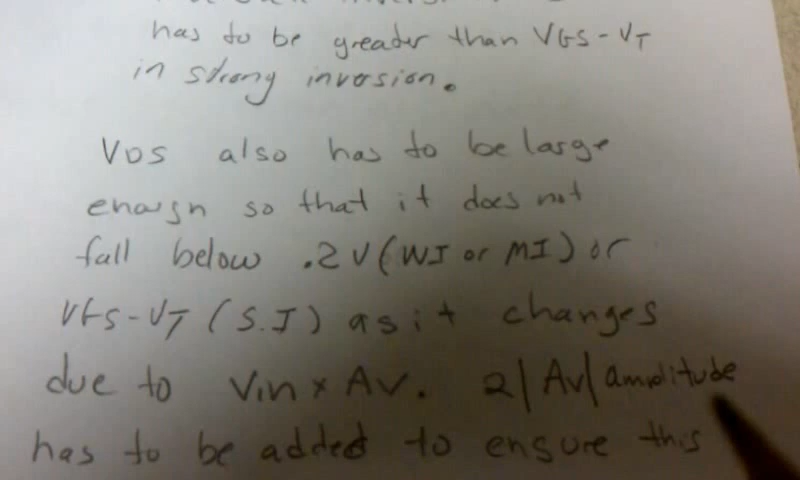 has to be greater than VGS-VT
in strong inversion.
VDS also has to be large
enough so that it does not
fall below .2V (WI or MI) or
VGS-VT (S.I) as it changes
due to Vin x AV. 2|AV| amplitude
has to be added to ensure this